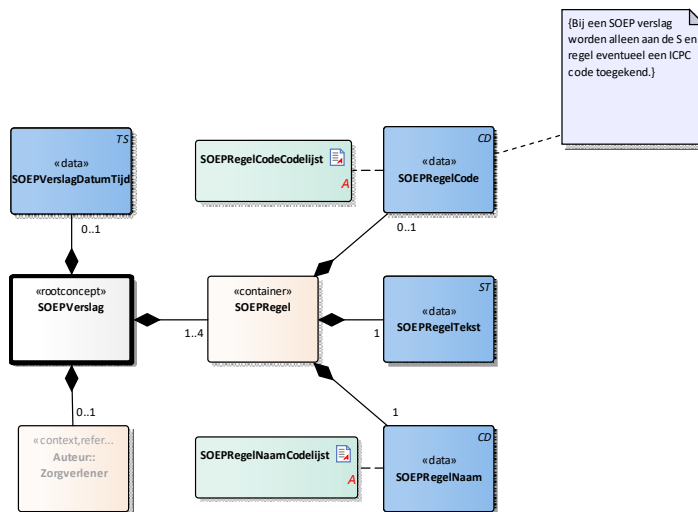 {Bij een SOEP verslag
worden alleen aan de S en
regel eventueel een ICPC
code toegekend.}
TS
«data»
SOEPVerslagDatumTijd
SOEPRegelCodeCodelijst
A
CD
«data»
SOEPRegelCode
0..1
0..1
«rootconcept»
SOEPVerslag
1..4
«container»
SOEPRegel
1
ST
«data»
SOEPRegelTekst
0..1
1
«context,refer...
Auteur::
Zorgverlener
SOEPRegelNaamCodelijst
A
CD
«data»
SOEPRegelNaam